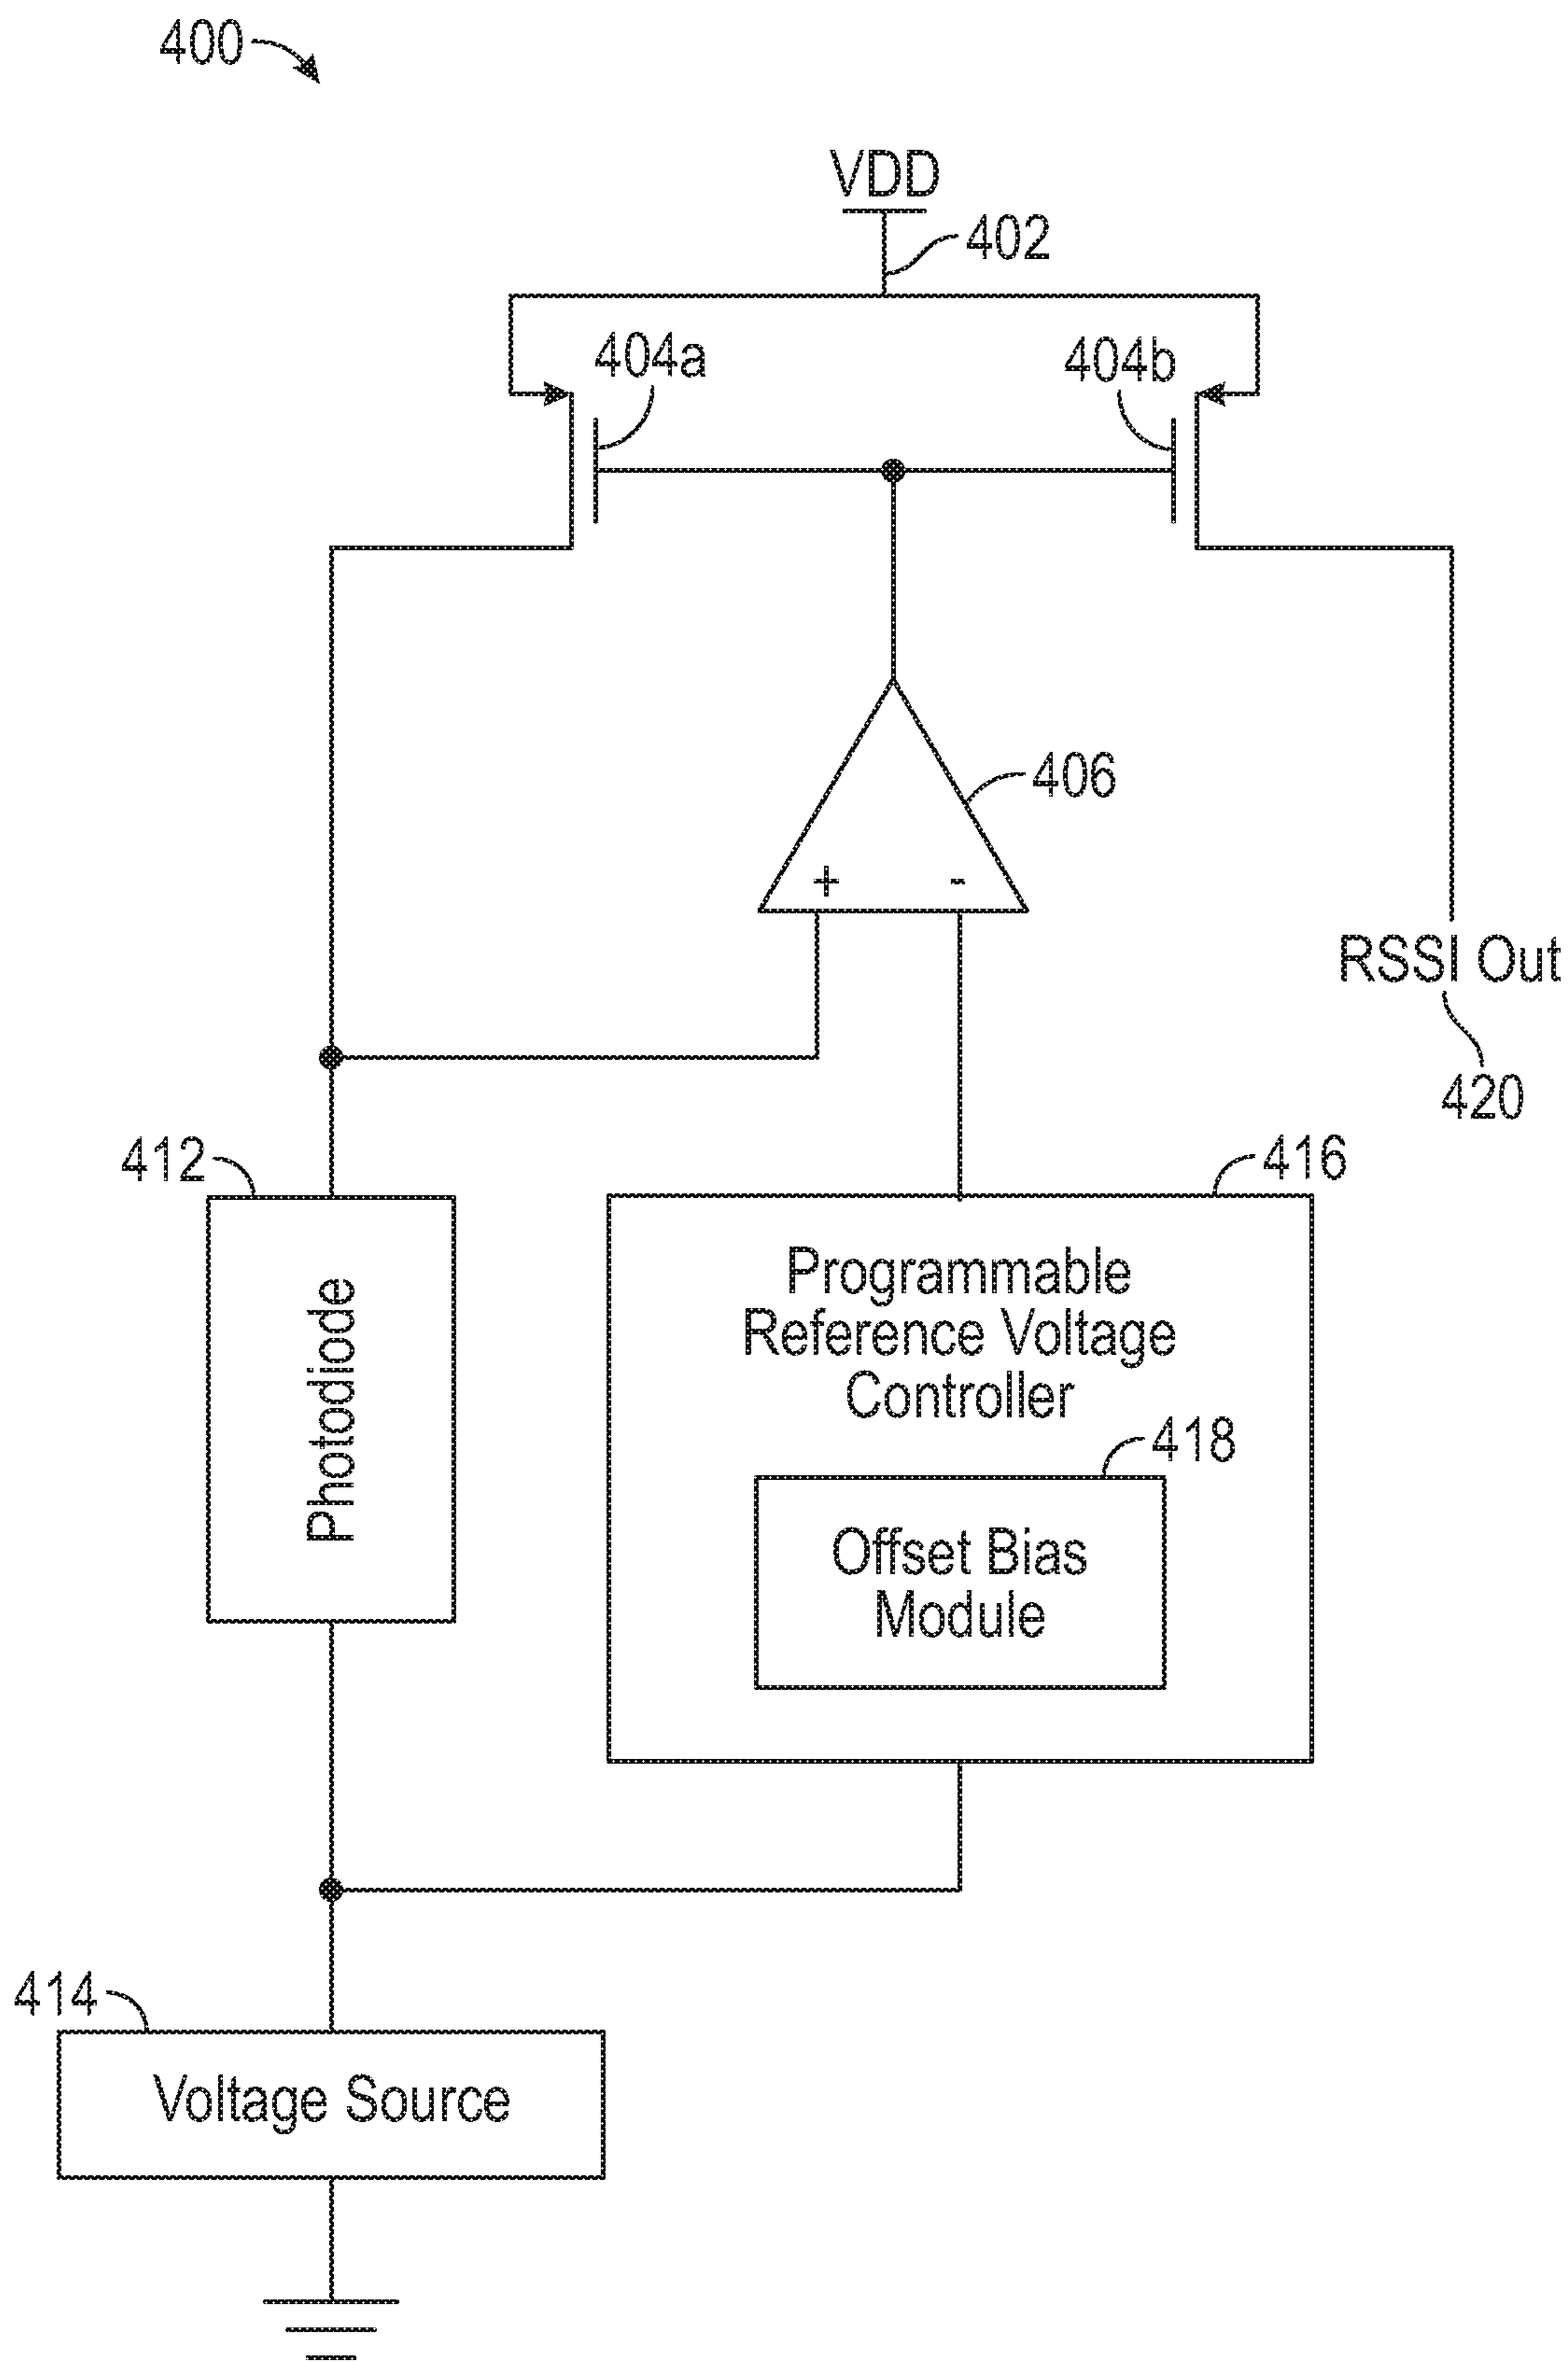 400
VDD
402
404a
404b
406
+
-
RSSI Out
420
412
416
Photodiode
Programmable
Reference Voltage
Controller
418
Offset Bias
Module
414
Voltage Source